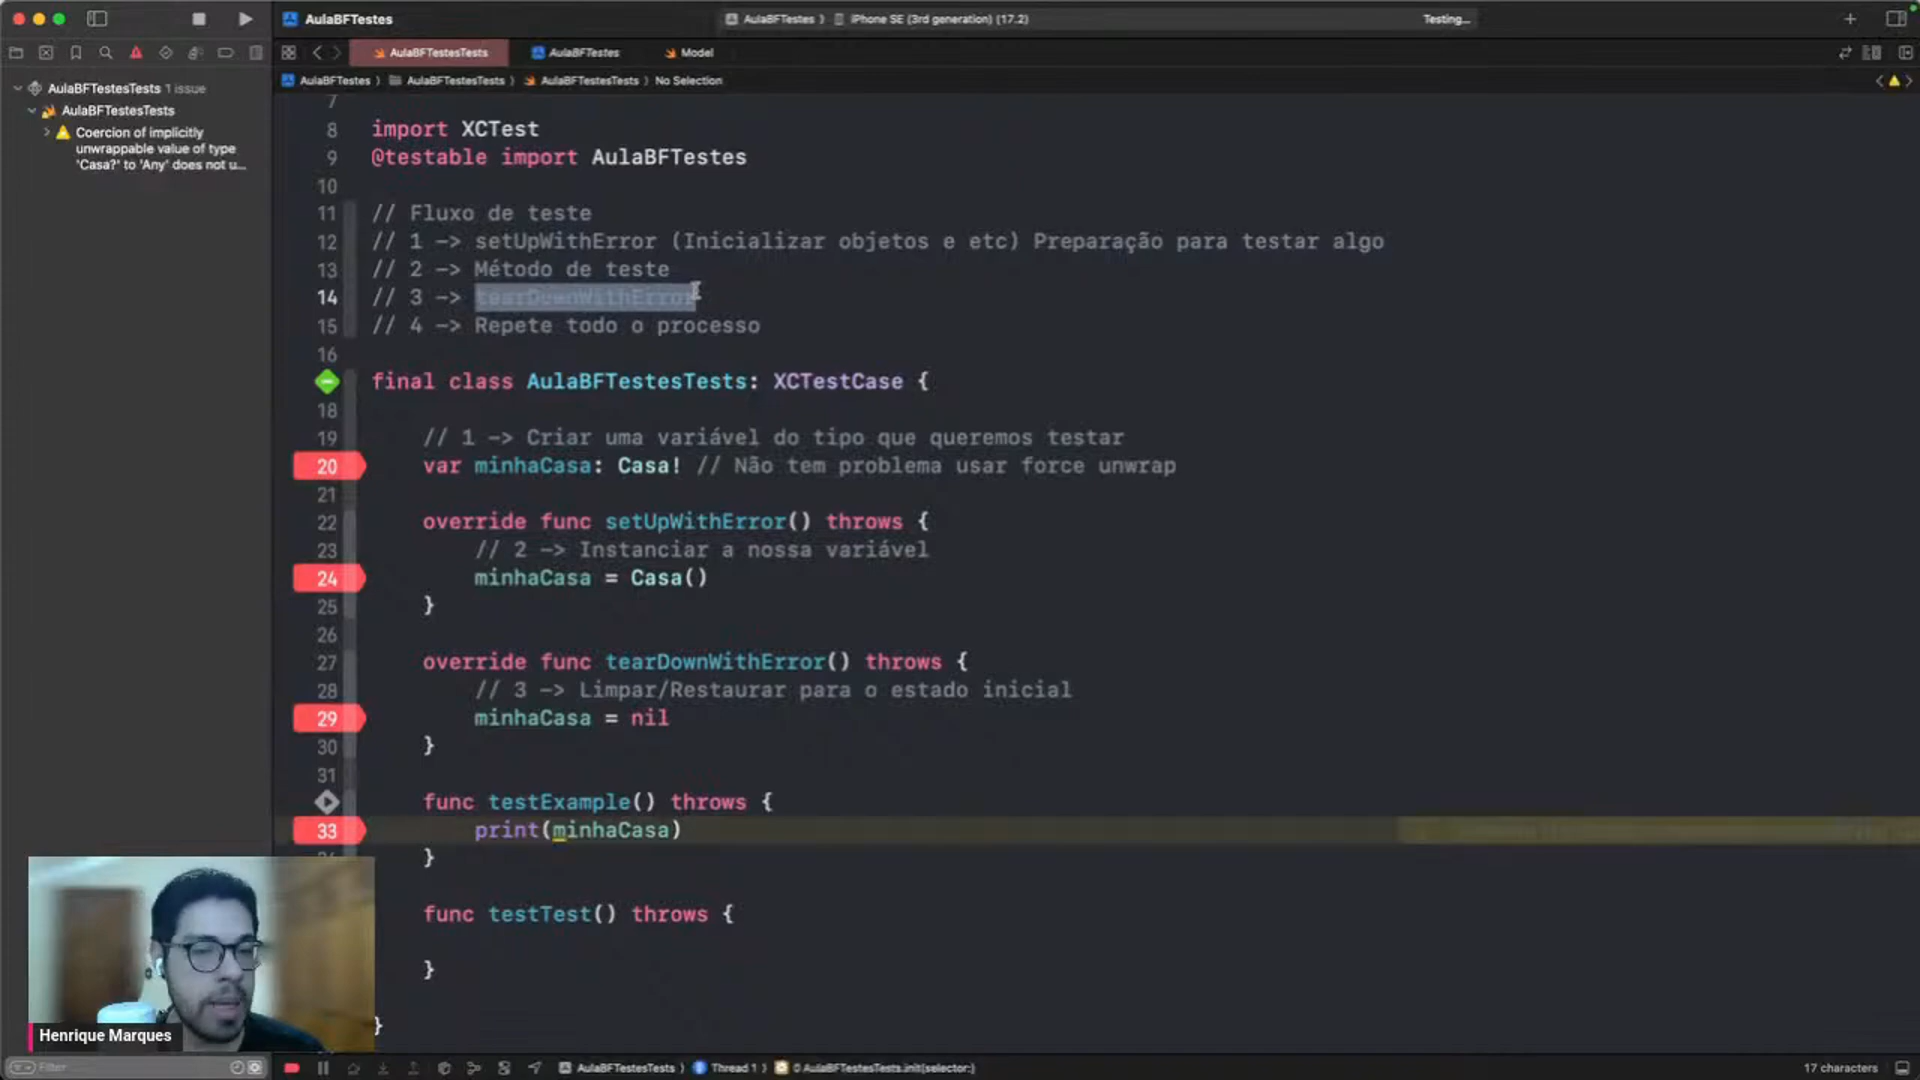 AulaBFTestes
AulaBFTestes
iPhone SE (3rd generation) (17.2)
Testing...
AulaBFTestesTests
AulaBFTestes
Model
AulaBFTestesTests 1 issue
AulaBFTestesTests
Coercion of implicitly
unwrappable value of type
'Casa?' to 'Any' does not u...
AulaBFTestes
AulaBFTestesTests
AulaBFTestesTests
No Selection
7
8 import XCTest
9 @testable import AulaBFTestes
10
11 // Fluxo de teste
12 // 1 -> setUpWithError (Inicializar objetos e etc) Preparação para testar algo
13 // 2 -> Método de teste
14 // 3 -> tearDownWithError
15 // 4 -> Repete todo o processo
16
final class AulaBFTestesTests: XCTestCase {
18
19 // 1 -> Criar uma variável do tipo que queremos testar
20 var minhaCasa: Casa! // Não tem problema usar force unwrap
21
22 override func setUpWithError() throws {
23 // 2 -> Instanciar a nossa variável
24 minhaCasa = Casa()
25 }
26
27 override func tearDownWithError() throws {
28 // 3 -> Limpar/Restaurar para o estado inicial
29 minhaCasa = nil
30 }
31
func testExample() throws {
33 print(minhaCasa)
}
func testTest() throws {
}
}
Henrique Marques
Filter
AulaBFTestesTests
Thread 1
0 AulaBFTestesTests.init(selector:)
17 characters